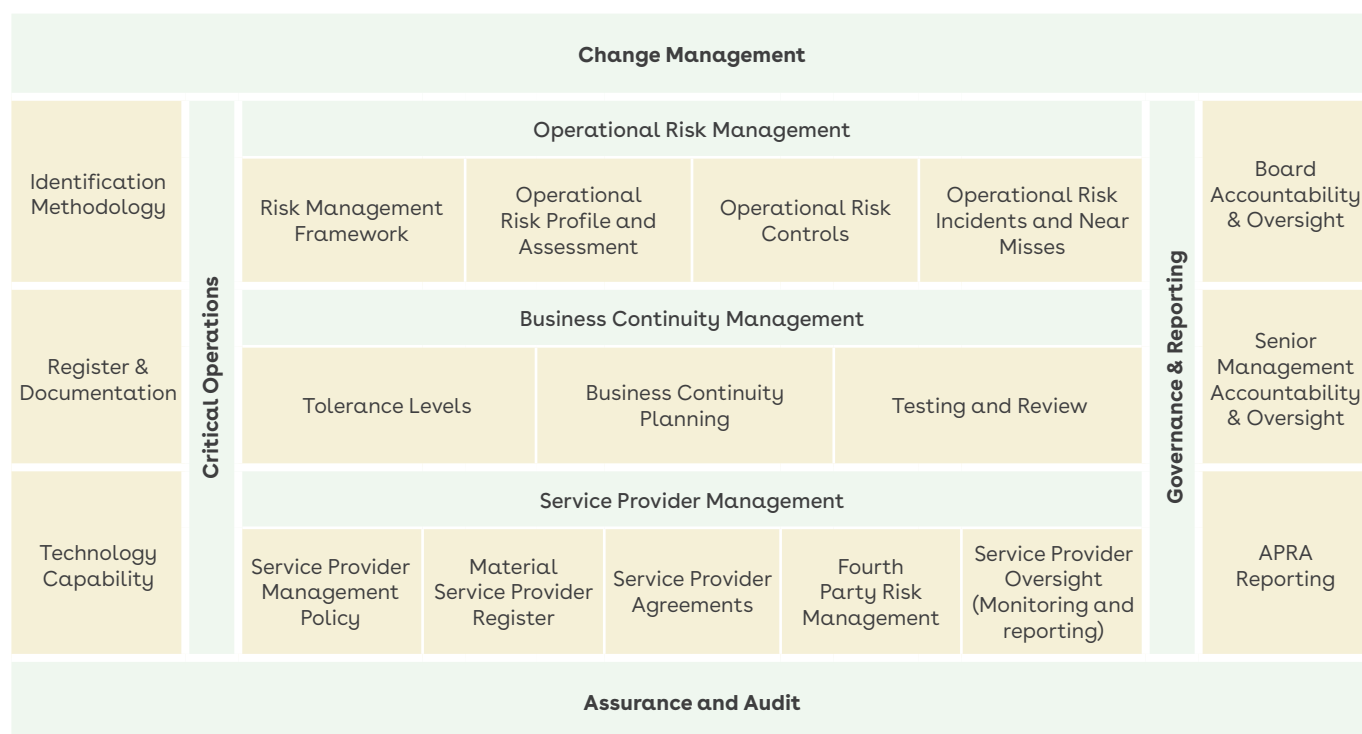 Change Management
Identification
Methodology
Register &
Documentation
Technology
Capability
Critical Operations
Operational Risk Management
Risk Management
Framework
Operational
Risk Profile and
Assessment
Operational Risk
Controls
Operational Risk
Incidents and Near
Misses
Business Continuity Management
Tolerance Levels
Business Continuity
Planning
Testing and Review
Service Provider Management
Service Provider
Management
Policy
Material
Service Provider
Register
Service Provider
Agreements
Fourth
Party Risk
Management
Service Provider
Oversight
(Monitoring and
reporting)
Governance & Reporting
Board
Accountability
& Oversight
Senior
Management
Accountability
& Oversight
APRA
Reporting
Assurance and Audit